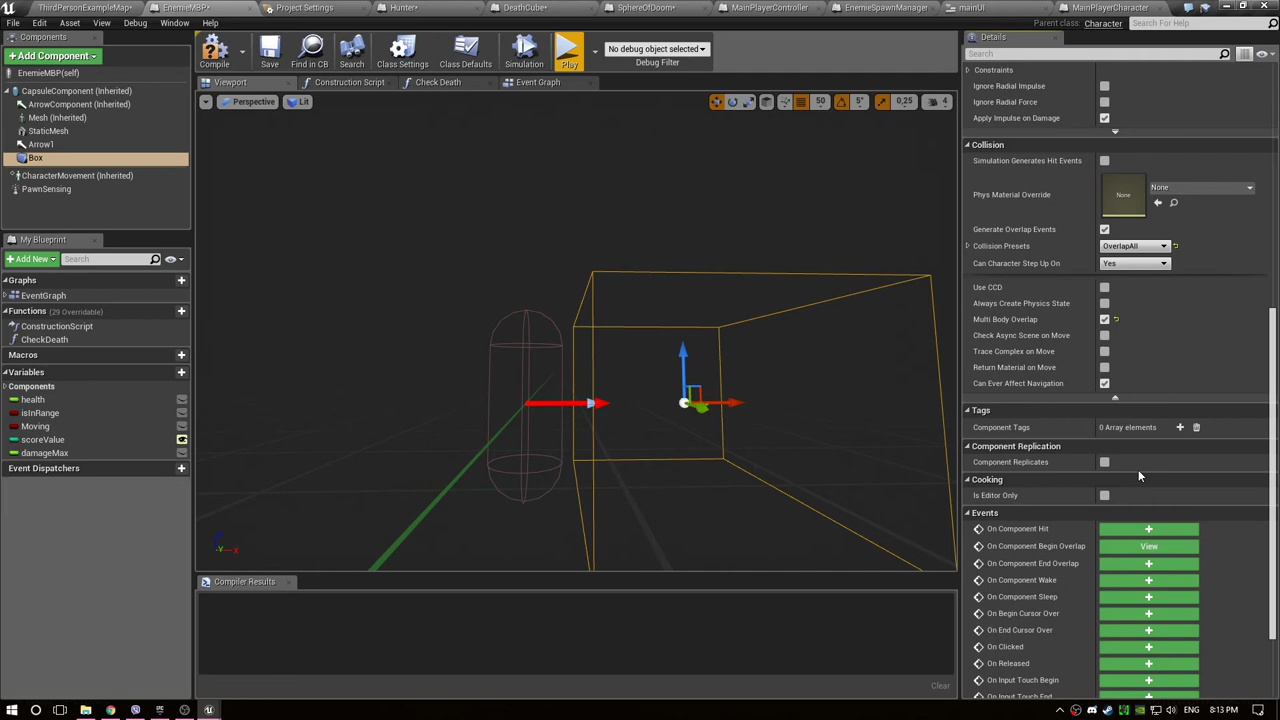 ThirdPersonExampleMap*
EnemieMBP*
Project Settings
Hunter*
DeathCube*
SphereOfDoom*
MainPlayerController
EnemieSpawnManager
mainUI
MainPlayerCharacter
File Edit Asset View Debug Window Help
Parent class: Character
Search For Help
Components
Add Component
EnemieMBP(self)
CapsuleComponent (Inherited)
ArrowComponent (Inherited)
Mesh (Inherited)
StaticMesh
Arrow1
Box
CharacterMovement (Inherited)
PawnSensing
My Blueprint
Add New
Search
Graphs
EventGraph
Functions (29 Overridable)
ConstructionScript
CheckDeath
Macros
Variables
Components
health
isInRange
Moving
scoreValue
damageMax
Event Dispatchers
Compile
Save
Find in CB
Search
Class Settings
Class Defaults
Simulation
Play
No debug object selected
Debug Filter
Viewport
Construction Script
Check Death
Event Graph
Perspective
Lit
50
5°
0,25
4
Compiler Results
Clear
Details
Search
Constraints
Ignore Radial Impulse
Ignore Radial Force
Apply Impulse on Damage
Collision
Simulation Generates Hit Events
Phys Material Override
None
None
Generate Overlap Events
Collision Presets
OverlapAll
Can Character Step Up On
Yes
Use CCD
Always Create Physics State
Multi Body Overlap
Check Async Scene on Move
Trace Complex on Move
Return Material on Move
Can Ever Affect Navigation
Tags
Component Tags
0 Array elements
Component Replication
Component Replicates
Cooking
Is Editor Only
Events
On Component Hit
On Component Begin Overlap
View
On Component End Overlap
On Component Wake
On Component Sleep
On Begin Cursor Over
On End Cursor Over
On Clicked
On Released
On Input Touch Begin
On Input Touch End
ENG
8:13 PM